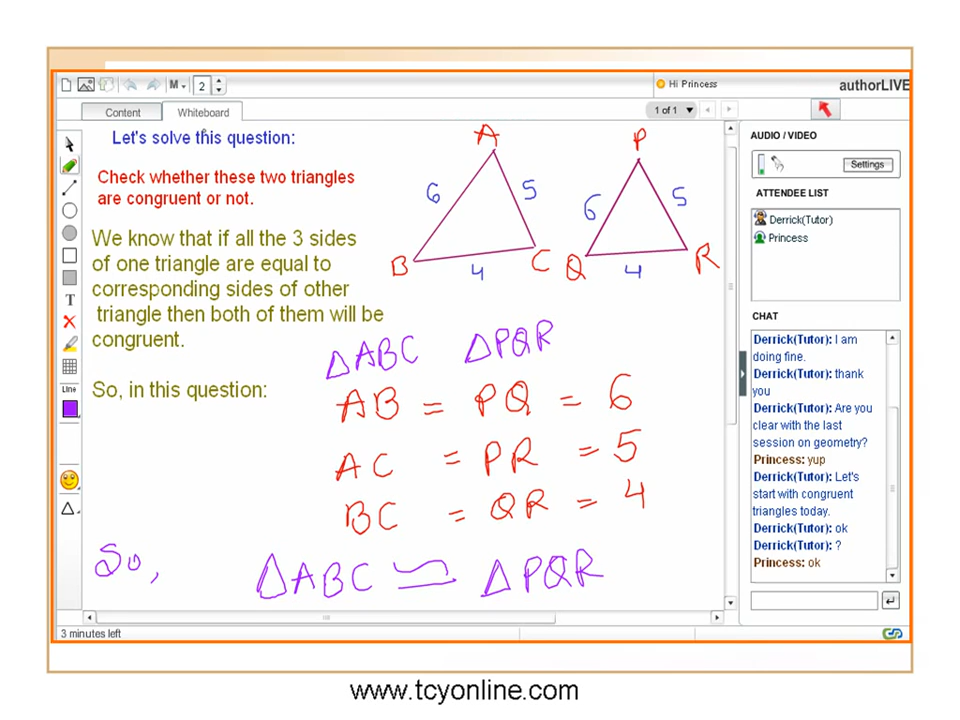 M
2
Hi Princess
authorLIVE
Content
Whiteboard
1 of 1
Let's solve this question:
Check whether these two triangles
are congruent or not.
We know that if all the 3 sides
of one triangle are equal to
corresponding sides of other
triangle then both of them will be
congruent.
So, in this question:
A
6 5
B 4 C
P
6 5
Q 4 R
△ABC △PQR
AB = PQ = 6
AC = PR = 5
BC = QR = 4
So, △ABC ≌ △PQR
T
Line
AUDIO / VIDEO
Settings
ATTENDEE LIST
Derrick(Tutor)
Princess
CHAT
Derrick(Tutor): I am
doing fine.
Derrick(Tutor): thank
you
Derrick(Tutor): Are you
clear with the last
session on geometry?
Princess: yup
Derrick(Tutor): Let's
start with congruent
triangles today.
Derrick(Tutor): ok
Derrick(Tutor): ?
Princess: ok
3 minutes left
www.tcyonline.com